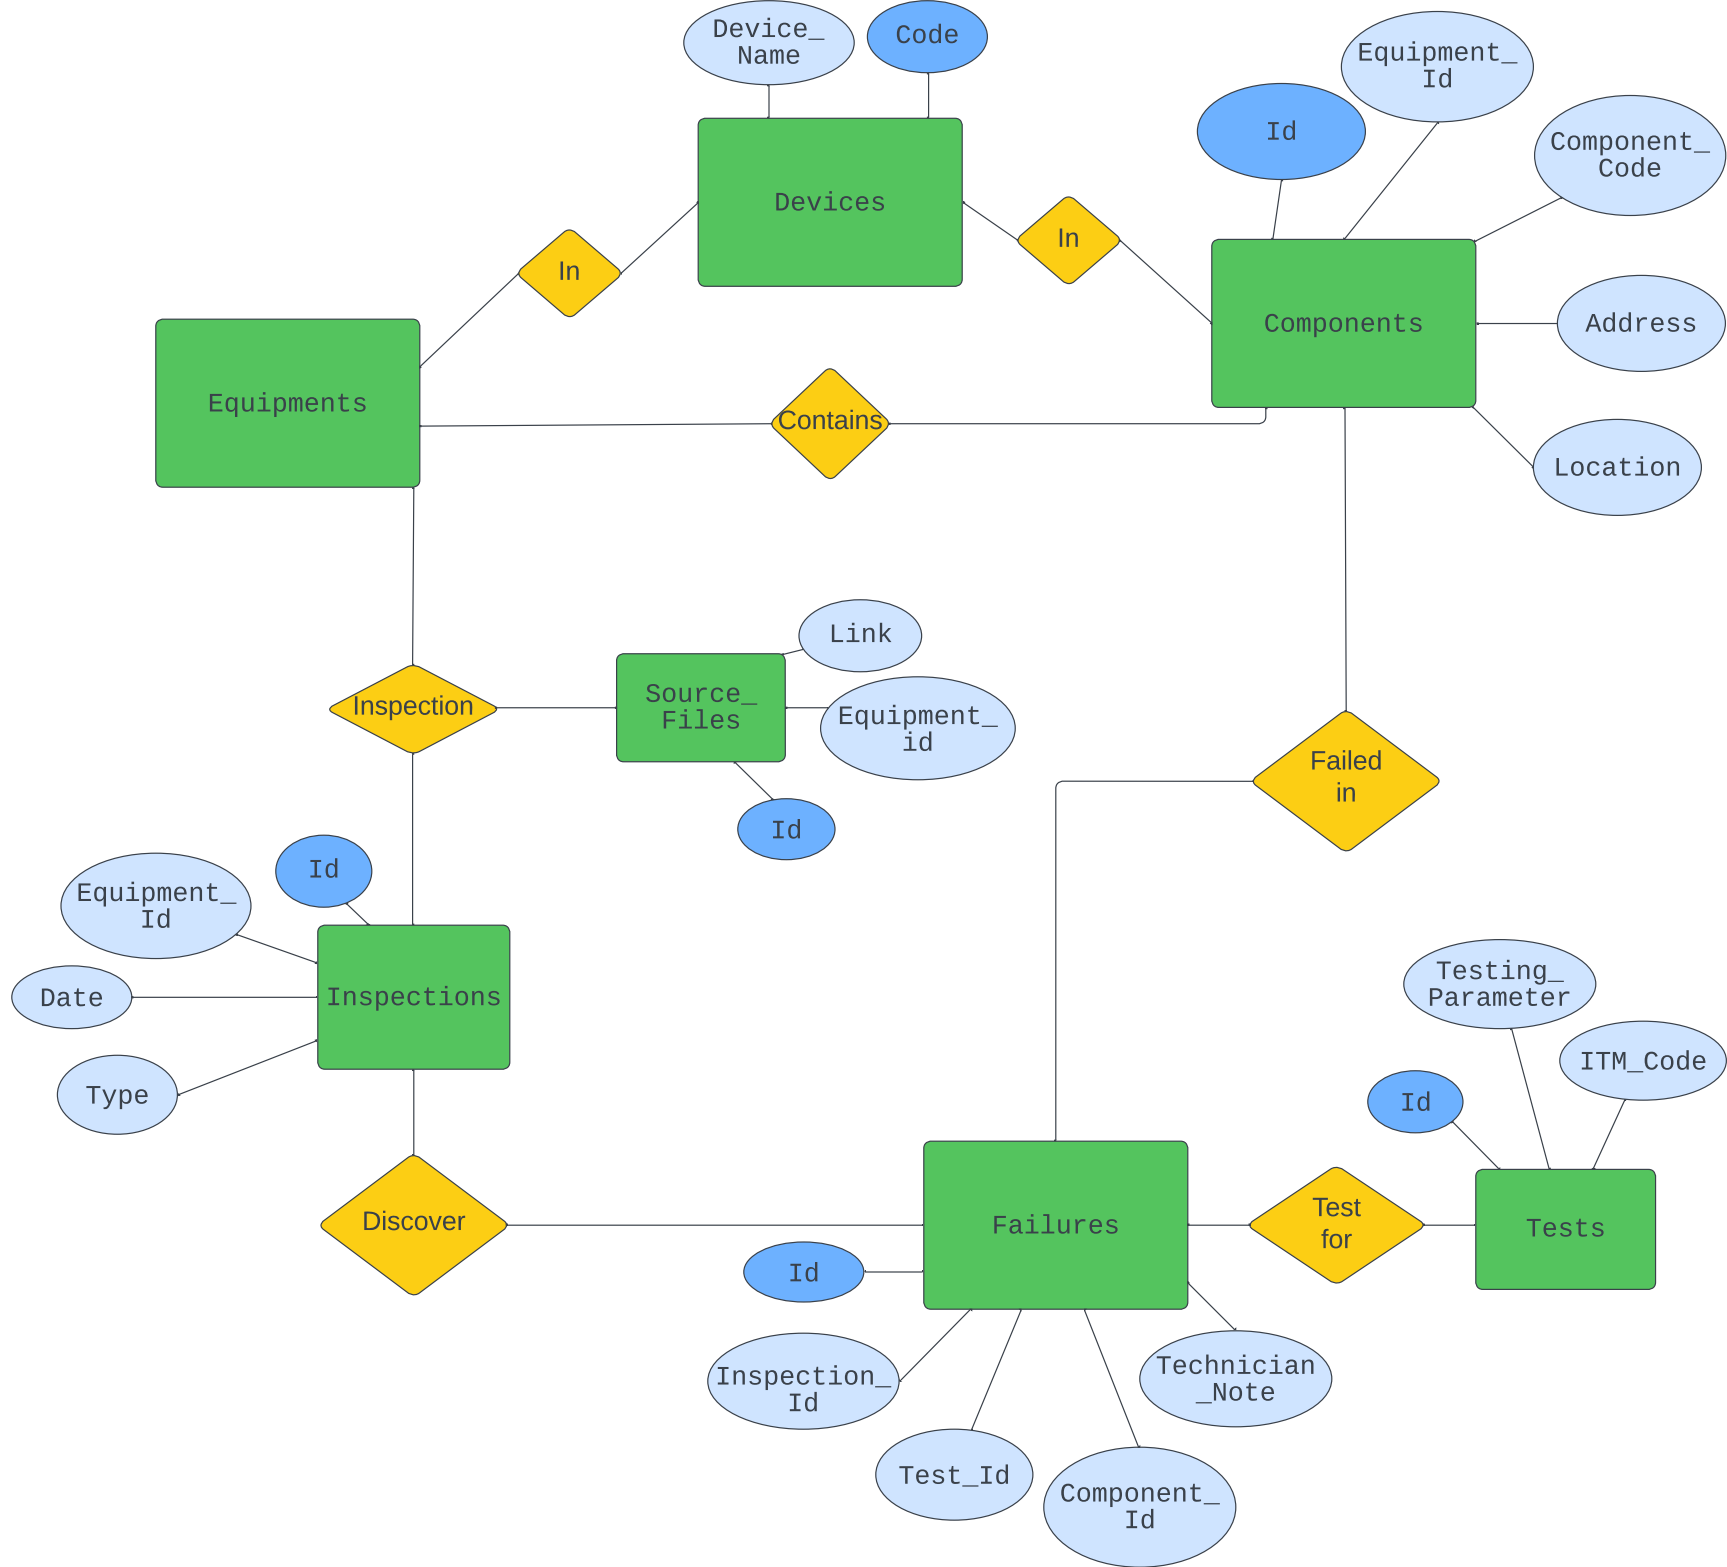 Device_
Name
Code
Equipment_
Id
Id
Component_
Code
Devices
In
In
Components
Address
Equipments
Contains
Location
Link
Source_
Files
Inspection
Equipment_
id
Failed
in
Id
Id
Equipment_
Id
Date
Inspections
Type
Testing_
Parameter
ITM_Code
Id
Discover
Failures
Test
for
Tests
Id
Inspection_
Id
Technician
_Note
Test_Id
Component_
Id